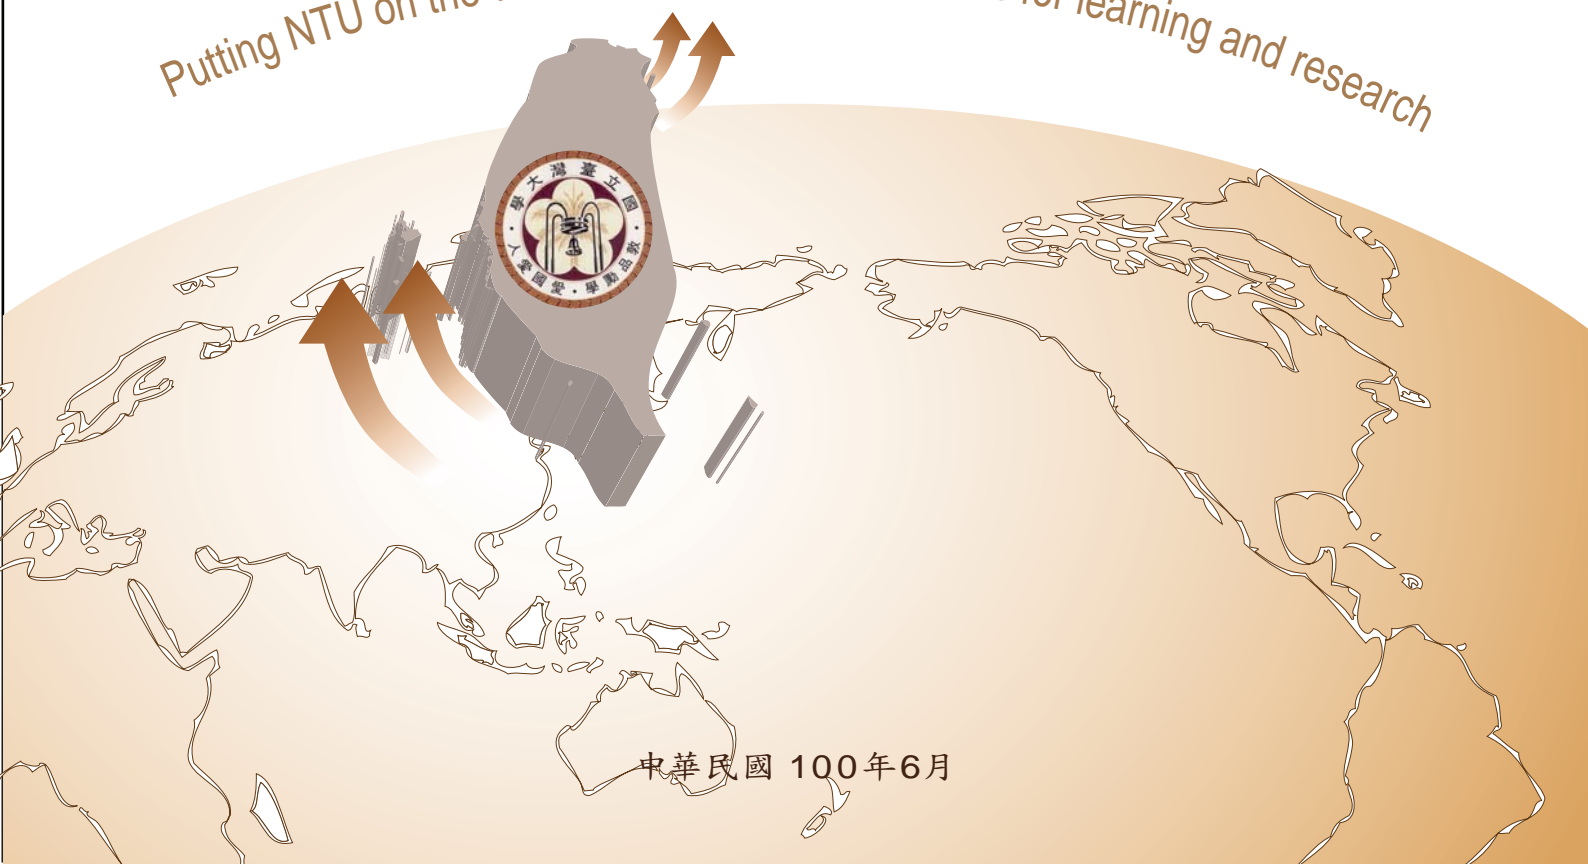 Putting NTU on the
for learning and research
國立臺灣大學
敦品勵學・愛國愛人
中華民國 100年6月